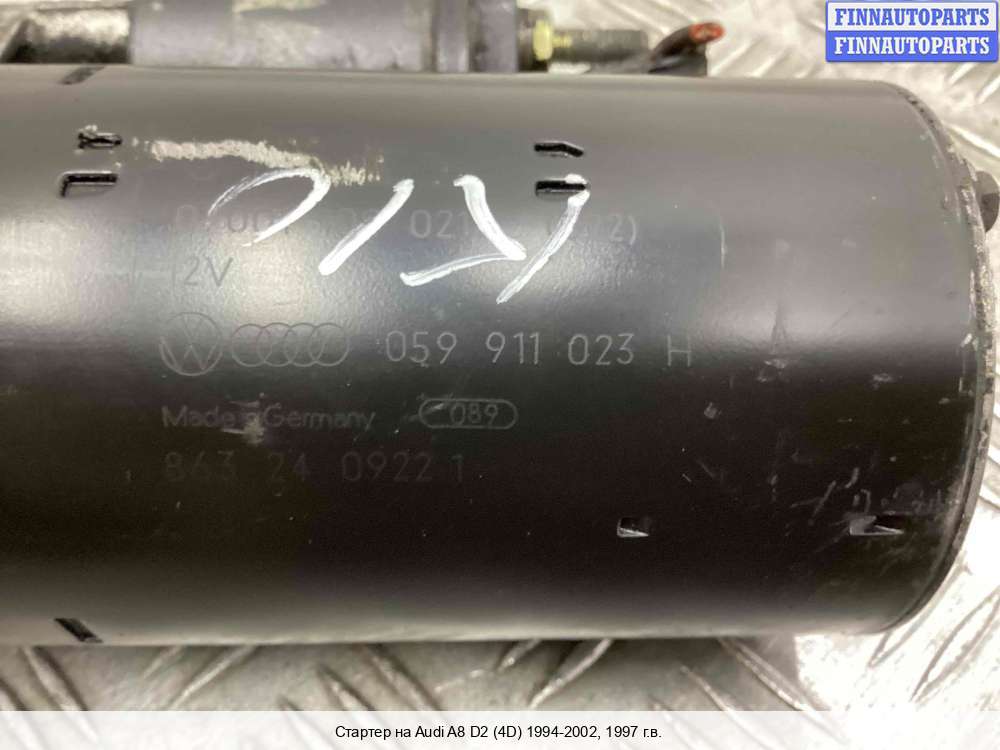 FINNAUTOPARTS
FINNAUTOPARTS
021
12V
059 911 023 H
Made in Germany 089
863 24 0922 1
Стартер на Audi A8 D2 (4D) 1994-2002, 1997 г.в.